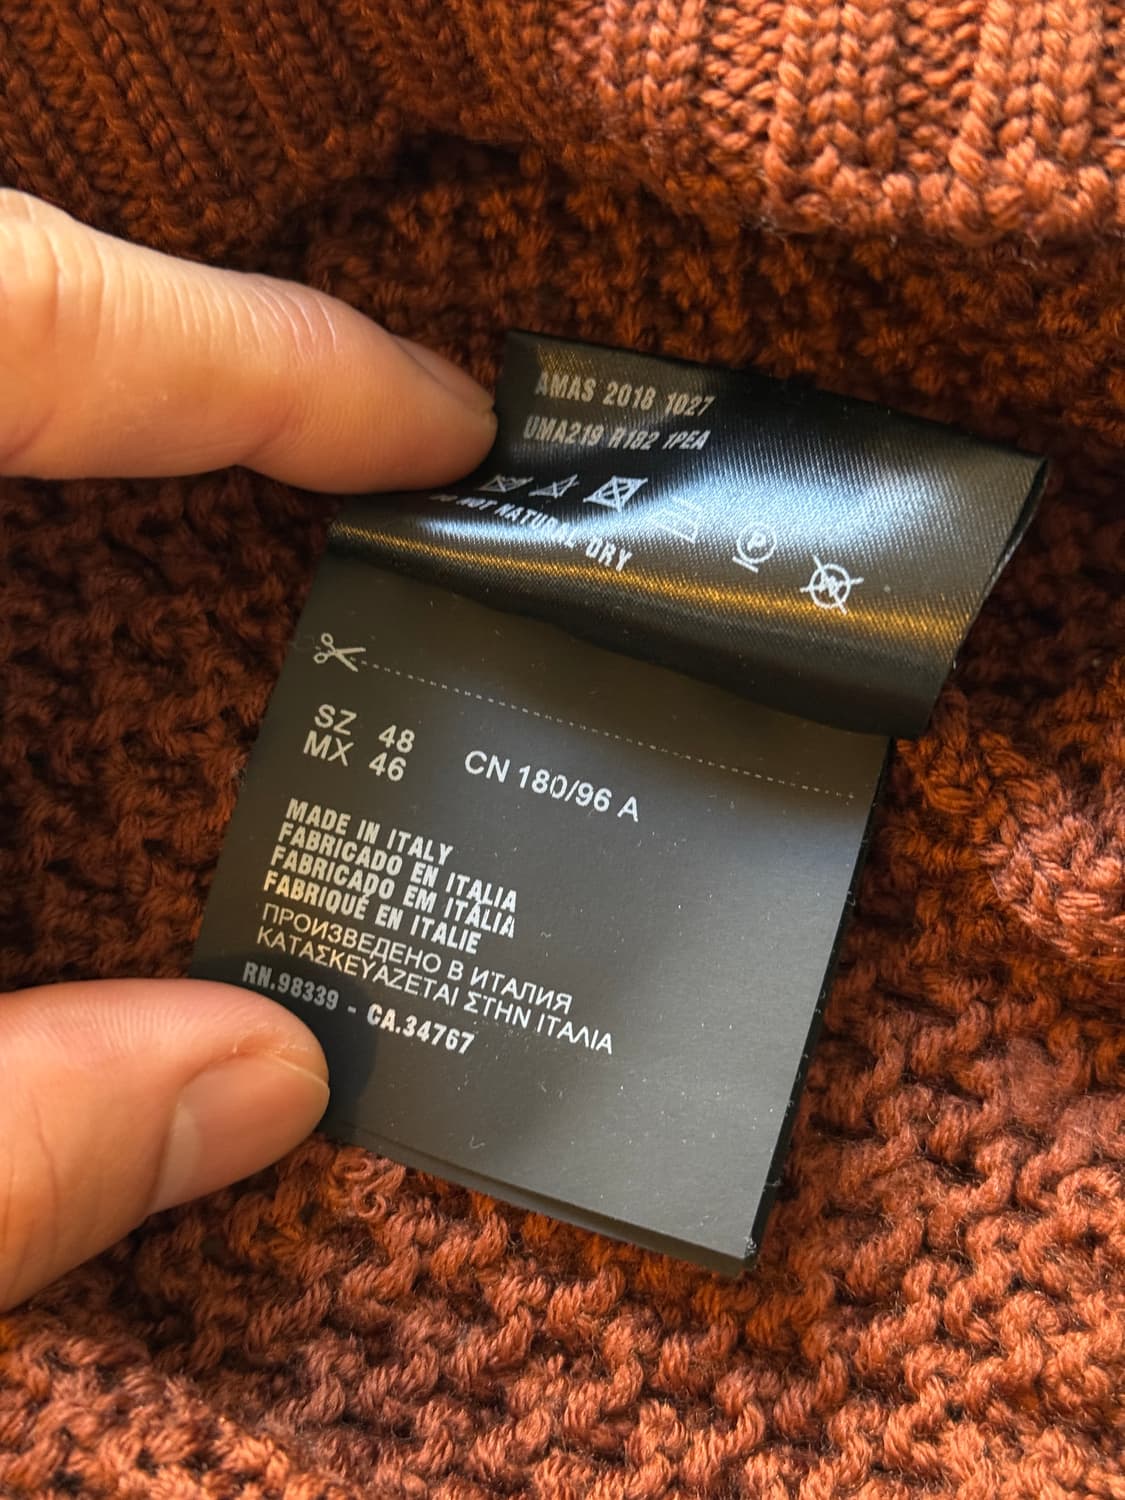 AMAS 2018 1027
UMA219 R182 1PEA
DO NOT NATURAL DRY
P
W
SZ 48
MX 46
CN 180/96 A
MADE IN ITALY
FABRICADO EN ITALIA
FABRICADO EM ITÁLIA
FABRIQUÉ EN ITALIE
ПРОИЗВЕДЕНО В ИТАЛИЯ
ΚΑΤΑΣΚΕΥΑΖΕΤΑΙ ΣΤΗΝ ΙΤΑΛΙΑ
RN.98339 - CA.34767